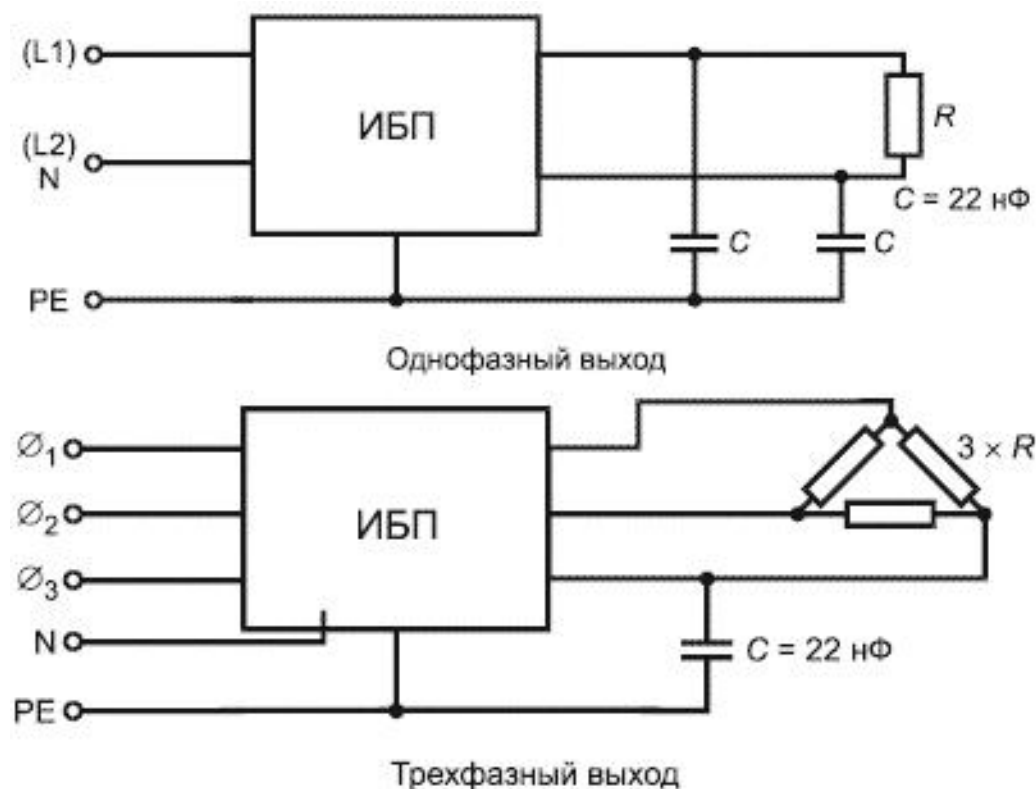 (L1)
ИБП
R
(L2)
N
C = 22 нФ
C
C
PE
Однофазный выход
∅1
3 × R
∅2
ИБП
∅3
N
C = 22 нФ
PE
Трехфазный выход